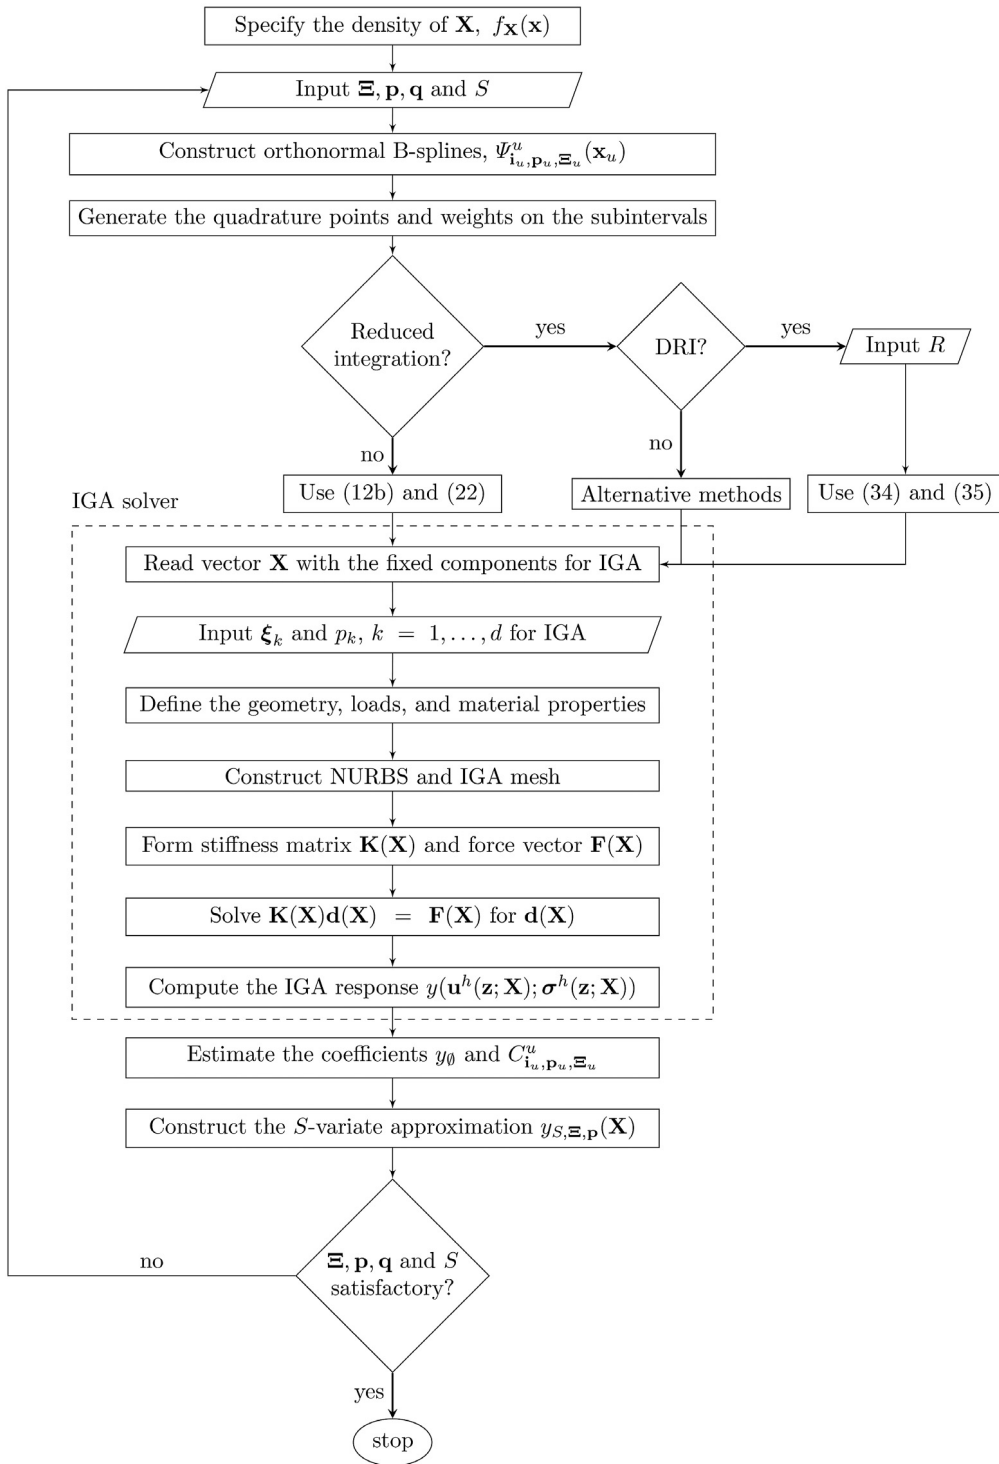 Specify the density of X, f_X(x)
Input Ξ, p, q and S
Construct orthonormal B-splines, Ψ^u_{i_u,p_u,Ξ_u}(x_u)
Generate the quadrature points and weights on the subintervals
Reduced
integration?
yes
DRI?
yes
Input R
no
no
Use (12b) and (22)
Alternative methods
Use (34) and (35)
IGA solver
Read vector X with the fixed components for IGA
Input ξ_k and p_k, k = 1, . . . , d for IGA
Define the geometry, loads, and material properties
Construct NURBS and IGA mesh
Form stiffness matrix K(X) and force vector F(X)
Solve K(X)d(X) = F(X) for d(X)
Compute the IGA response y(u^h(z; X); σ^h(z; X))
Estimate the coefficients y_∅ and C^u_{i_u,p_u,Ξ_u}
Construct the S-variate approximation y_{S,Ξ,p}(X)
no
Ξ, p, q and S
satisfactory?
yes
stop